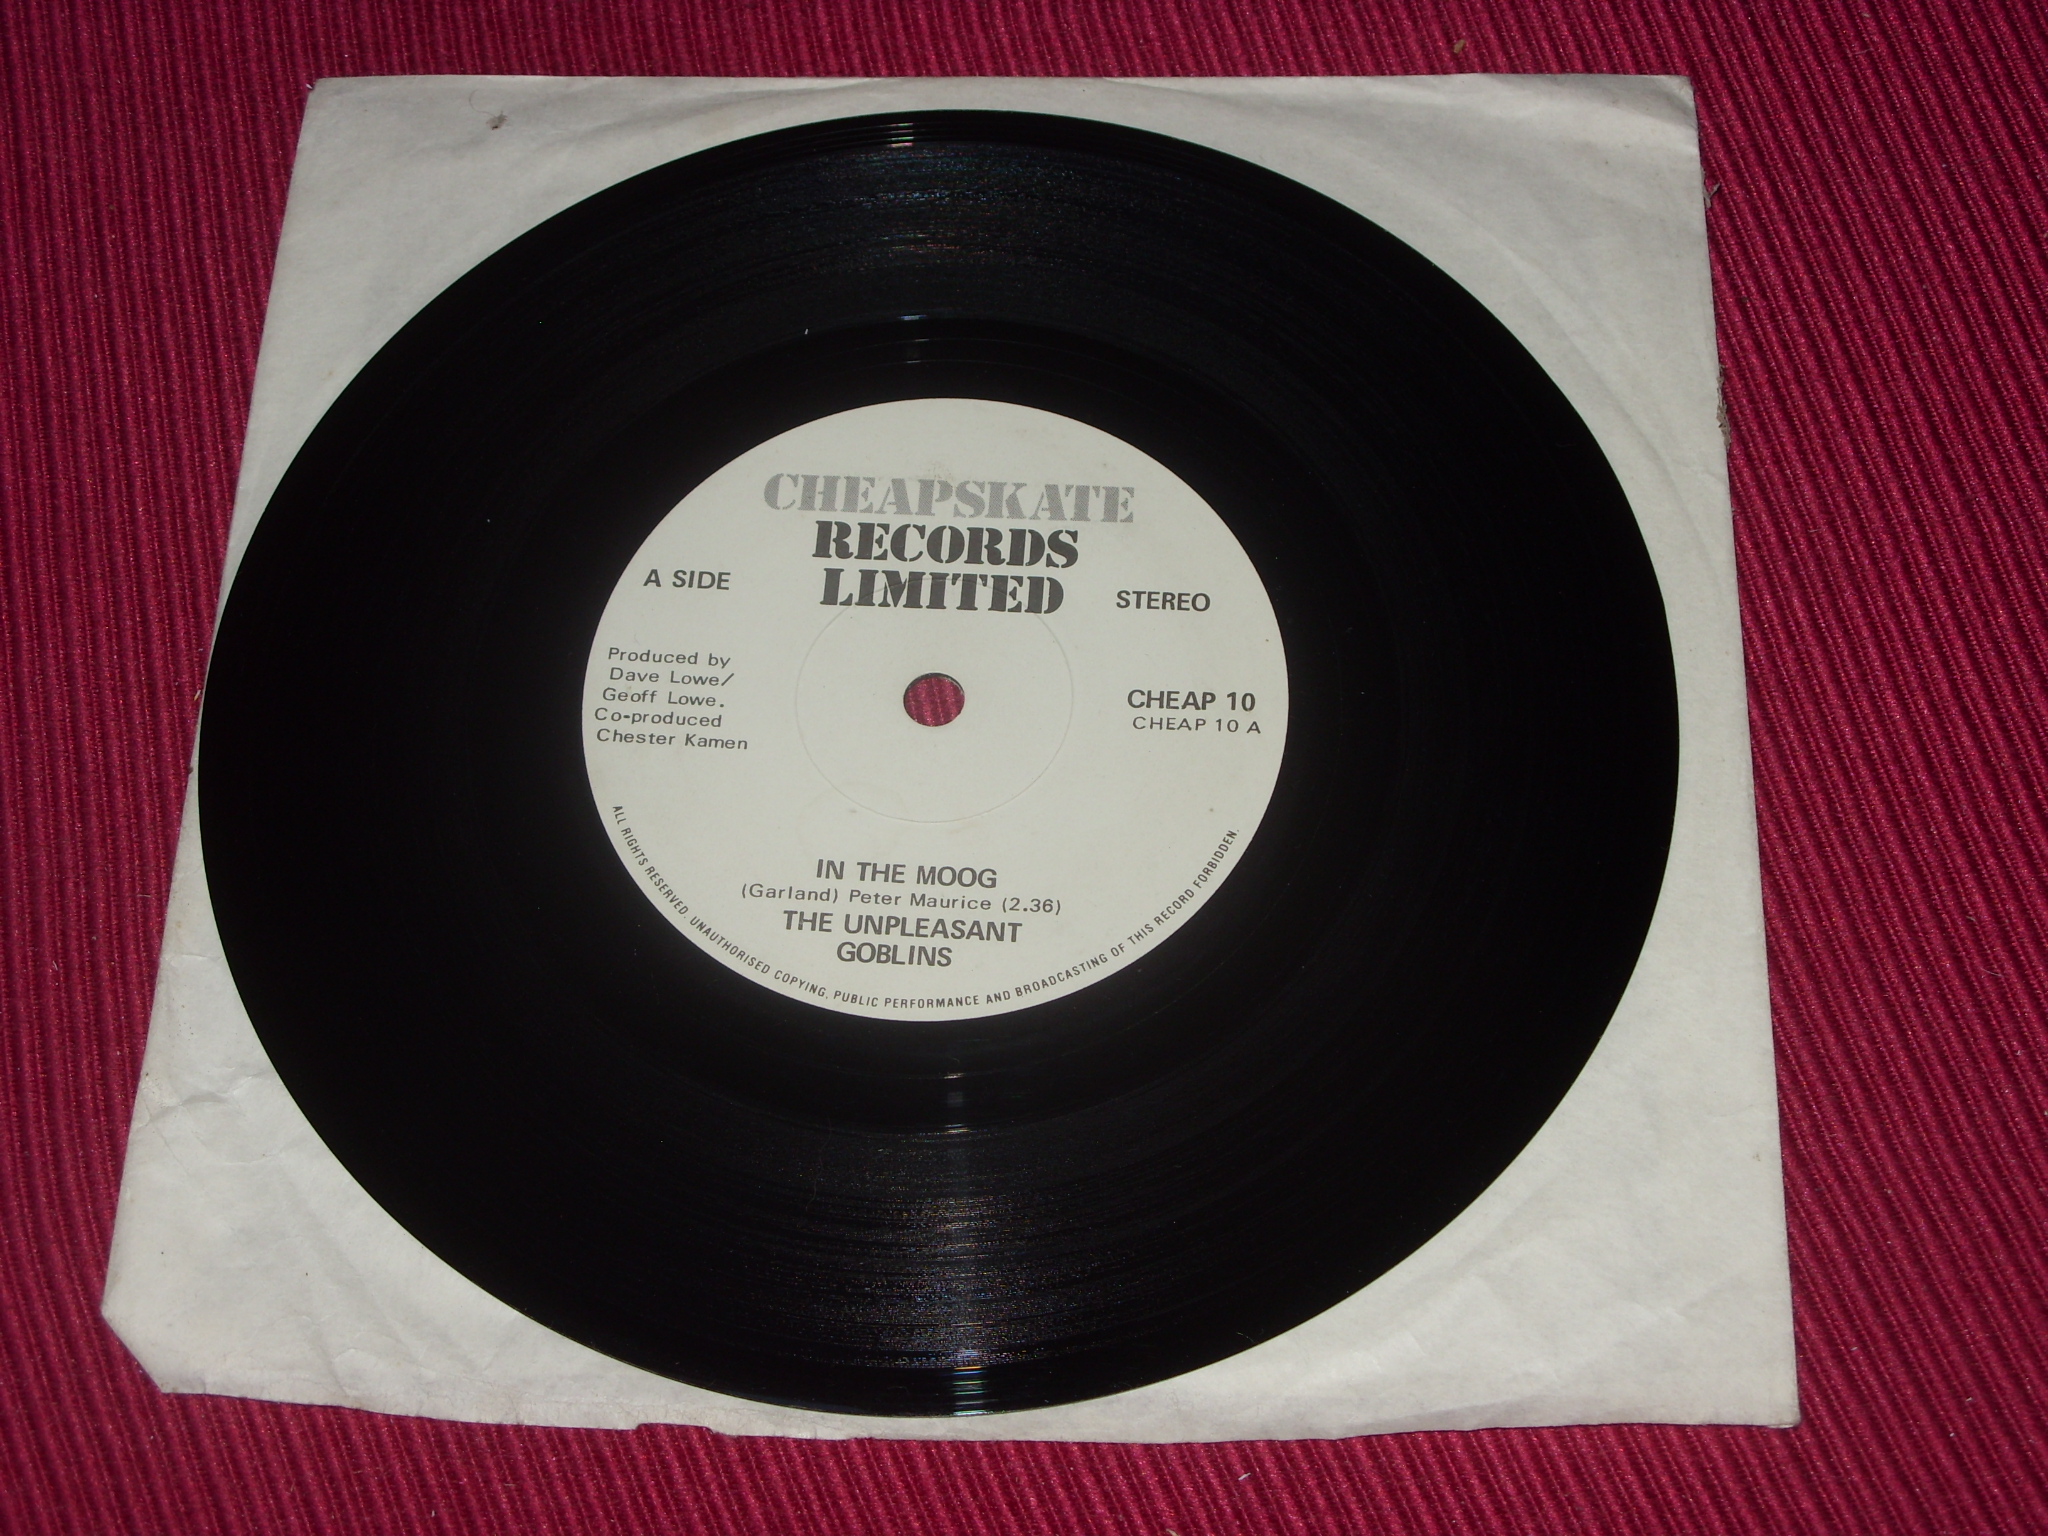 CHEAPSKATE
RECORDS
LIMITED
A SIDE
STEREO
Produced by
Dave Lowe/
Geoff Lowe.
Co-produced
Chester Kamen
CHEAP 10
CHEAP 10 A
IN THE MOOG
(Garland) Peter Maurice (2.36)
THE UNPLEASANT
GOBLINS
ALL RIGHTS RESERVED. UNAUTHORISED COPYING, PUBLIC PERFORMANCE AND BROADCASTING OF THIS RECORD FORBIDDEN.